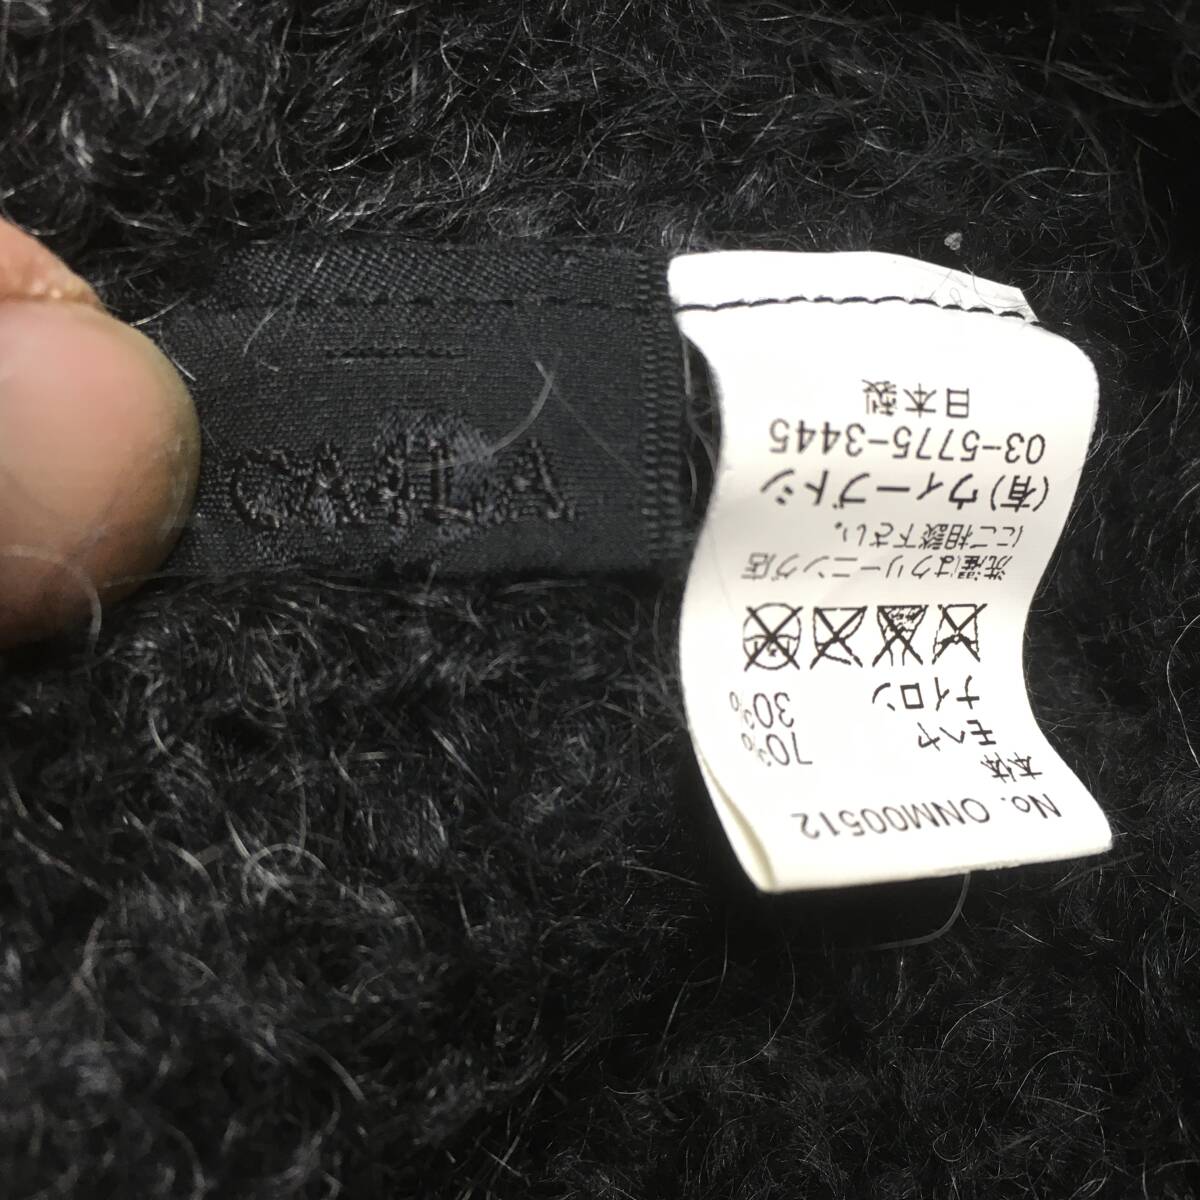 No. ONM00512
本体
モヘヤ 70%
ナイロン 30%
洗濯はクリーニング店
にご相談下さい。
(有)ウィーブトシ
03-5775-3445
日本製